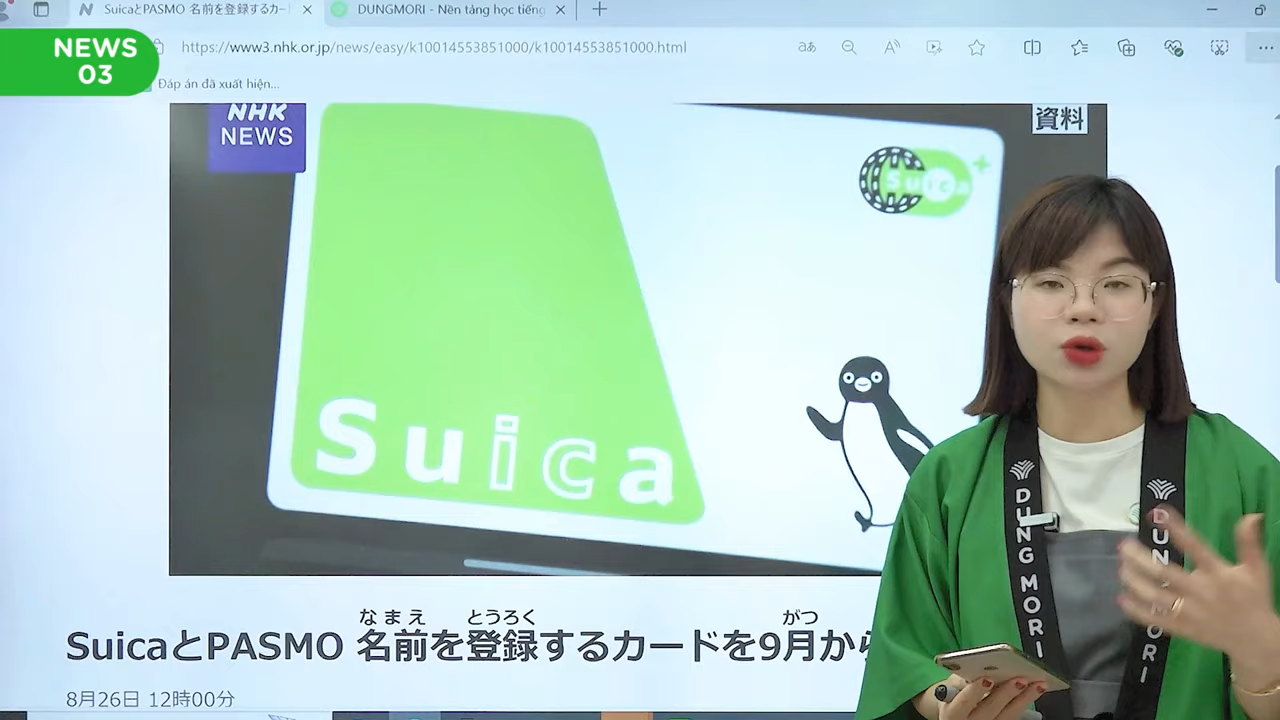 SuicaとPASMO 名前を登録するカー
DUNGMORI - Nền tảng học tiếng
NEWS
03
https://www3.nhk.or.jp/news/easy/k10014553851000/k10014553851000.html
Đáp án đã xuất hiện...
NHK
NEWS
資料
Suica
Suica
DUNG MORI
DUNG MORI
なまえ とうろく がつ
SuicaとPASMO 名前を登録するカードを9月から
8月26日 12時00分